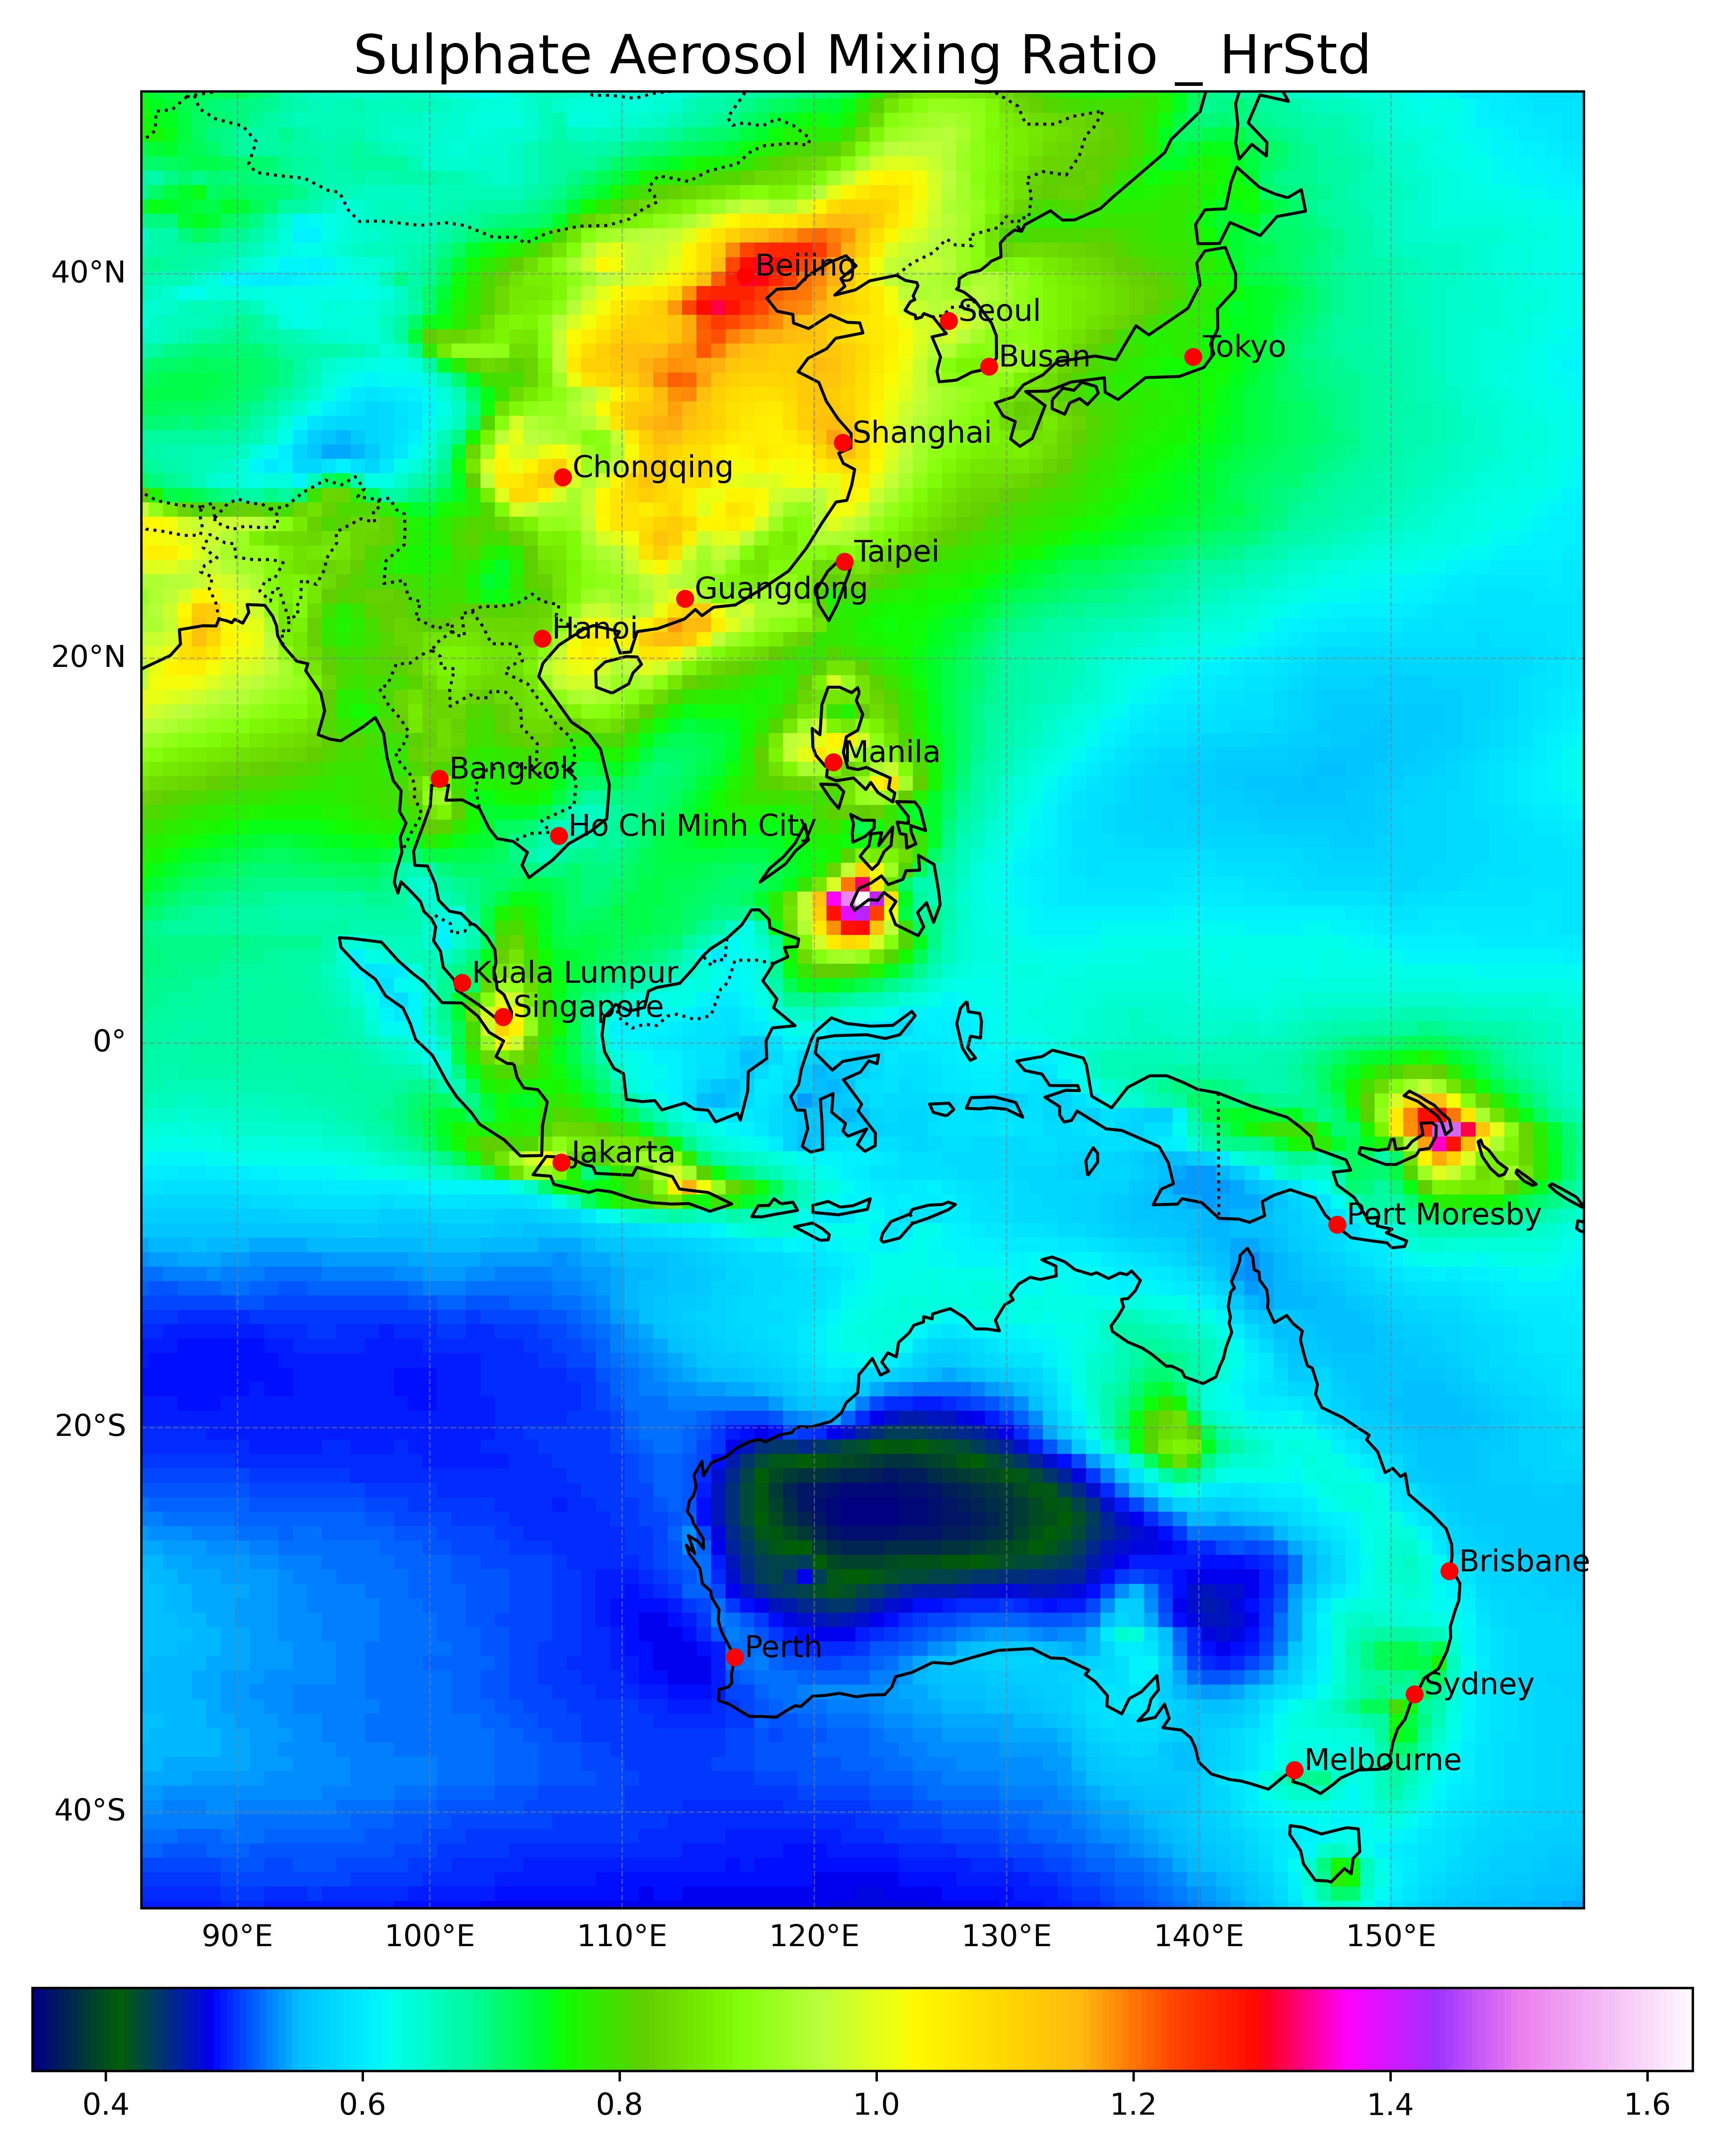 Sulphate Aerosol Mixing Ratio _ HrStd
40°N
Beijing
Seoul
Tokyo
Busan
Shanghai
Chongqing
Taipei
Guangdong
Hanoi
20°N
Manila
Bangkok
Ho Chi Minh City
Kuala Lumpur
Singapore
0°
Jakarta
Port Moresby
20°S
Brisbane
Perth
Sydney
Melbourne
40°S
90°E 100°E 110°E 120°E 130°E 140°E 150°E
0.4 0.6 0.8 1.0 1.2 1.4 1.6